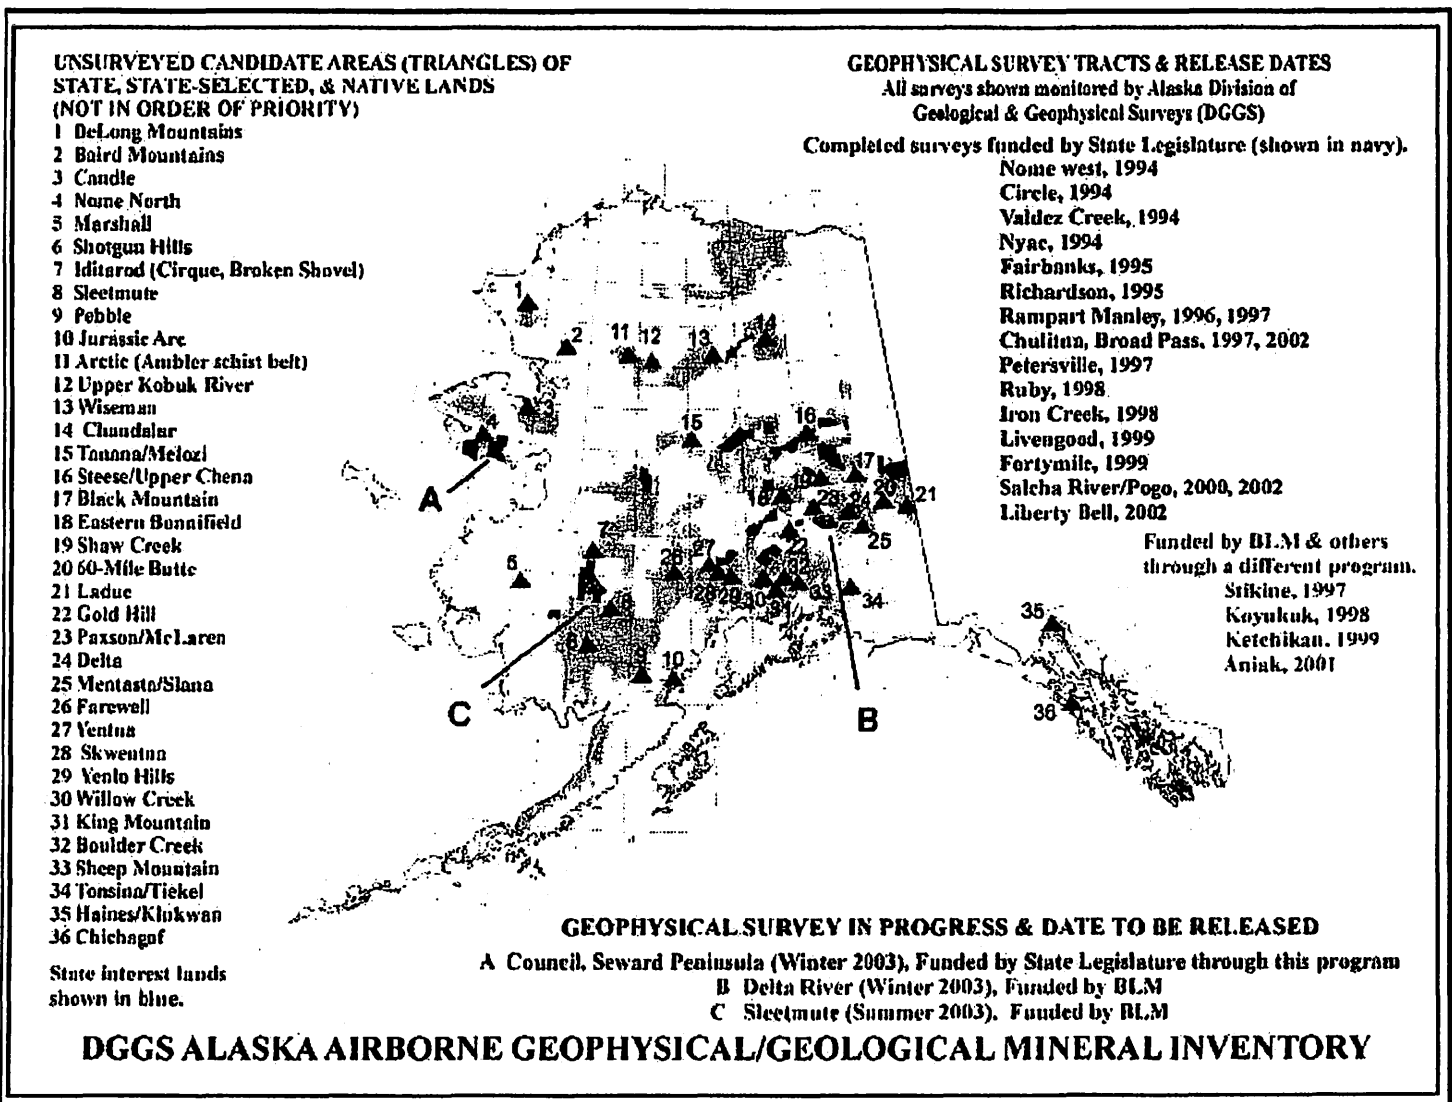 UNSURVEYED CANDIDATE AREAS (TRIANGLES) OF
STATE, STATE-SELECTED, & NATIVE LANDS
(NOT IN ORDER OF PRIORITY)
1 DeLong Mountains
2 Baird Mountains
3 Candle
4 Nome North
5 Marshall
6 Shotgun Hills
7 Iditarod (Cirque, Broken Shovel)
8 Sleetmute
9 Pebble
10 Jurassic Arc
11 Arctic (Ambler schist belt)
12 Upper Kobuk River
13 Wiseman
14 Chandalar
15 Tanana/Melozi
16 Steese/Upper Chena
17 Black Mountain
18 Eastern Bonnifield
19 Shaw Creek
20 60-Mile Butte
21 Ladue
22 Gold Hill
23 Paxson/McLaren
24 Delta
25 Mentasta/Slana
26 Farewell
27 Yentna
28 Skwentna
29 Yenlo Hills
30 Willow Creek
31 King Mountain
32 Boulder Creek
33 Sheep Mountain
34 Tonsina/Tiekel
35 Haines/Klukwan
36 Chichagof
State interest lands
shown in blue.
GEOPHYSICAL SURVEY TRACTS & RELEASE DATES
All surveys shown monitored by Alaska Division of
Geological & Geophysical Surveys (DGGS)
Completed surveys funded by State Legislature (shown in navy).
Nome west, 1994
Circle, 1994
Valdez Creek, 1994
Nyac, 1994
Fairbanks, 1995
Richardson, 1995
Rampart Manley, 1996, 1997
Chulitna, Broad Pass, 1997, 2002
Petersville, 1997
Ruby, 1998
Iron Creek, 1998
Livengood, 1999
Fortymile, 1999
Salcha River/Pogo, 2000, 2002
Liberty Bell, 2002
Funded by BLM & others
through a different program.
Stikine, 1997
Koyukuk, 1998
Ketchikan, 1999
Aniak, 2001
1
2
11
12
13
14
3
4
15
16
17
A
19
18
23
24
20
21
25
22
7
5
26
27
28
29
30
31
32
33
34
8
6
9
10
C
B
35
36
GEOPHYSICAL SURVEY IN PROGRESS & DATE TO BE RELEASED
A Council, Seward Peninsula (Winter 2003), Funded by State Legislature through this program
B Delta River (Winter 2003), Funded by BLM
C Sleetmute (Summer 2003), Funded by BLM
DGGS ALASKA AIRBORNE GEOPHYSICAL/GEOLOGICAL MINERAL INVENTORY